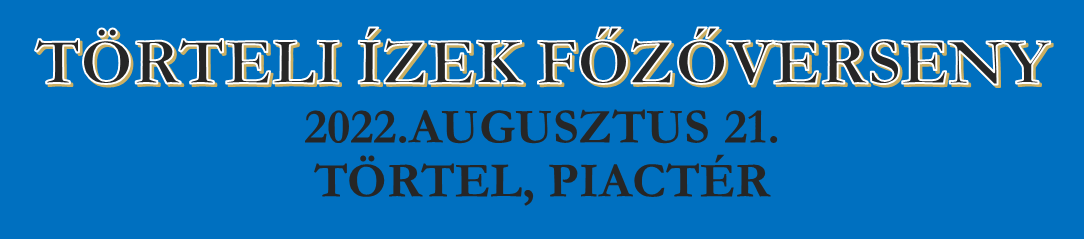 TÖRTELI ÍZEK FŐZŐVERSENY
2022.AUGUSZTUS 21.
TÖRTEL, PIACTÉR